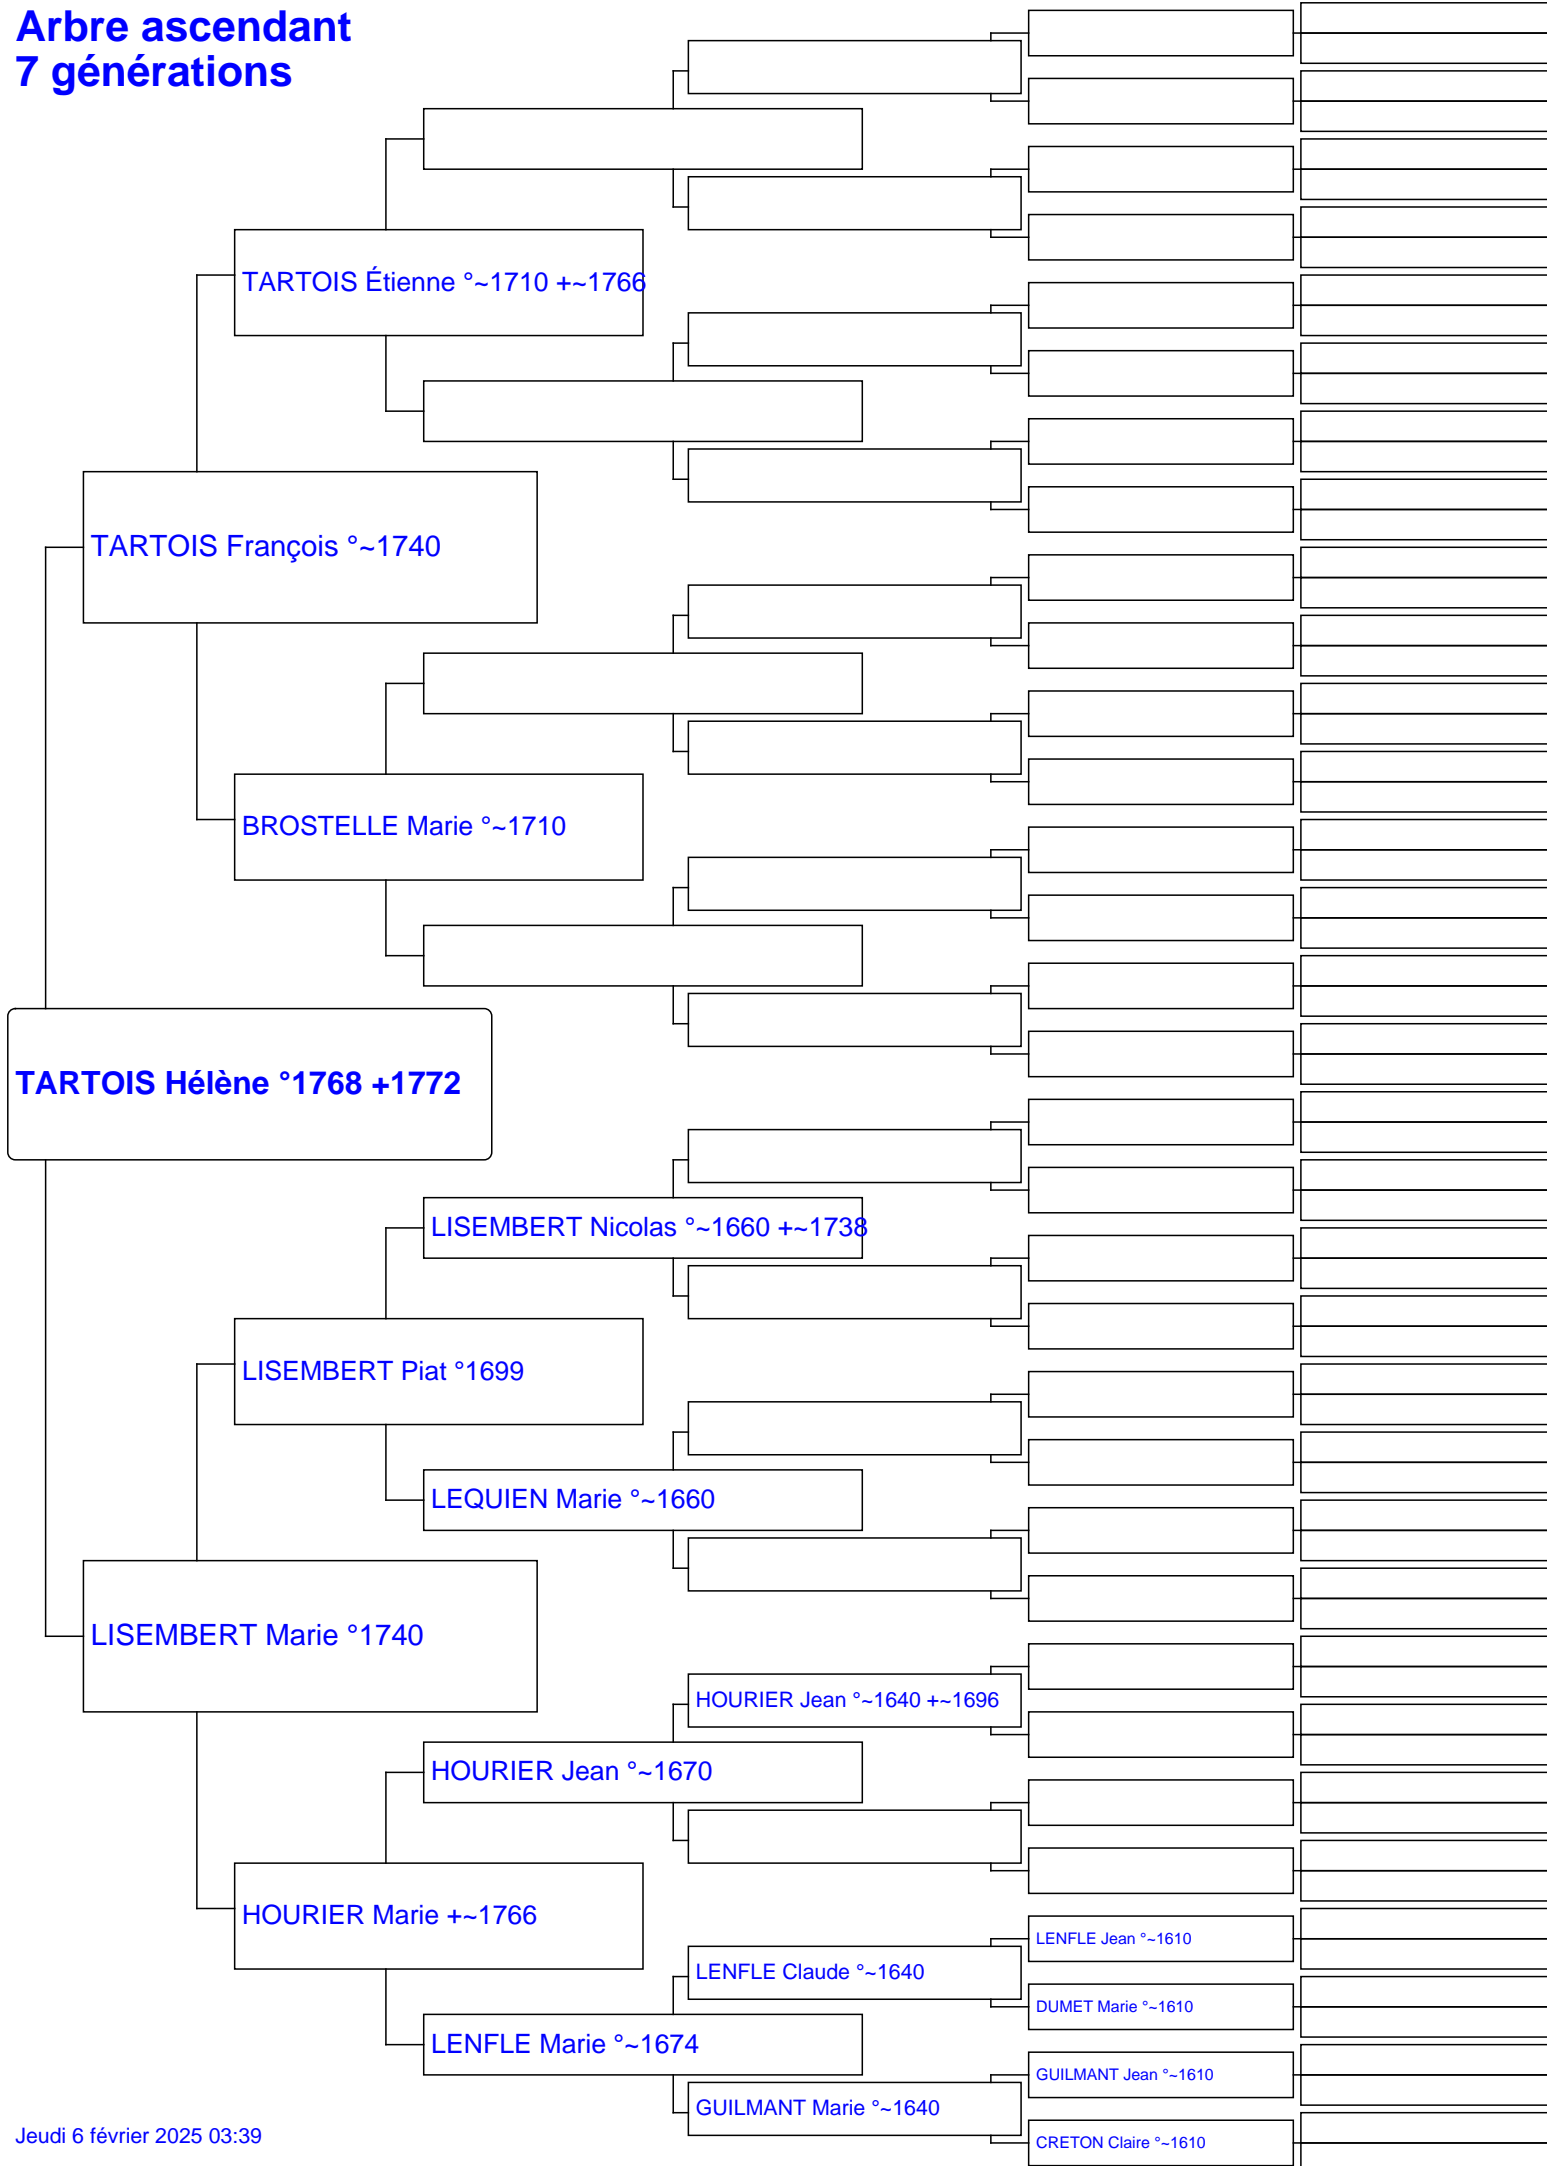 Arbre ascendant
7 générations
TARTOIS Étienne °~1710 +~1766
TARTOIS François °~1740
BROSTELLE Marie °~1710
TARTOIS Hélène °1768 +1772
LISEMBERT Nicolas °~1660 +~1738
LISEMBERT Piat °1699
LEQUIEN Marie °~1660
LISEMBERT Marie °1740
HOURIER Jean °~1640 +~1696
HOURIER Jean °~1670
HOURIER Marie +~1766
LENFLE Jean °~1610
LENFLE Claude °~1640
DUMET Marie °~1610
LENFLE Marie °~1674
GUILMANT Jean °~1610
GUILMANT Marie °~1640
CRETON Claire °~1610
Jeudi 6 février 2025 03:39